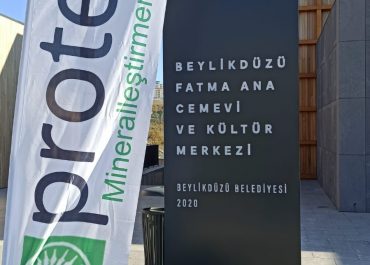 prote
Mineralleştirmen
BEYLİKDÜZÜ
FATMA ANA
CEMEVİ
VE KÜLTÜR
MERKEZİ
BEYLİKDÜZÜ BELEDİYESİ
2020